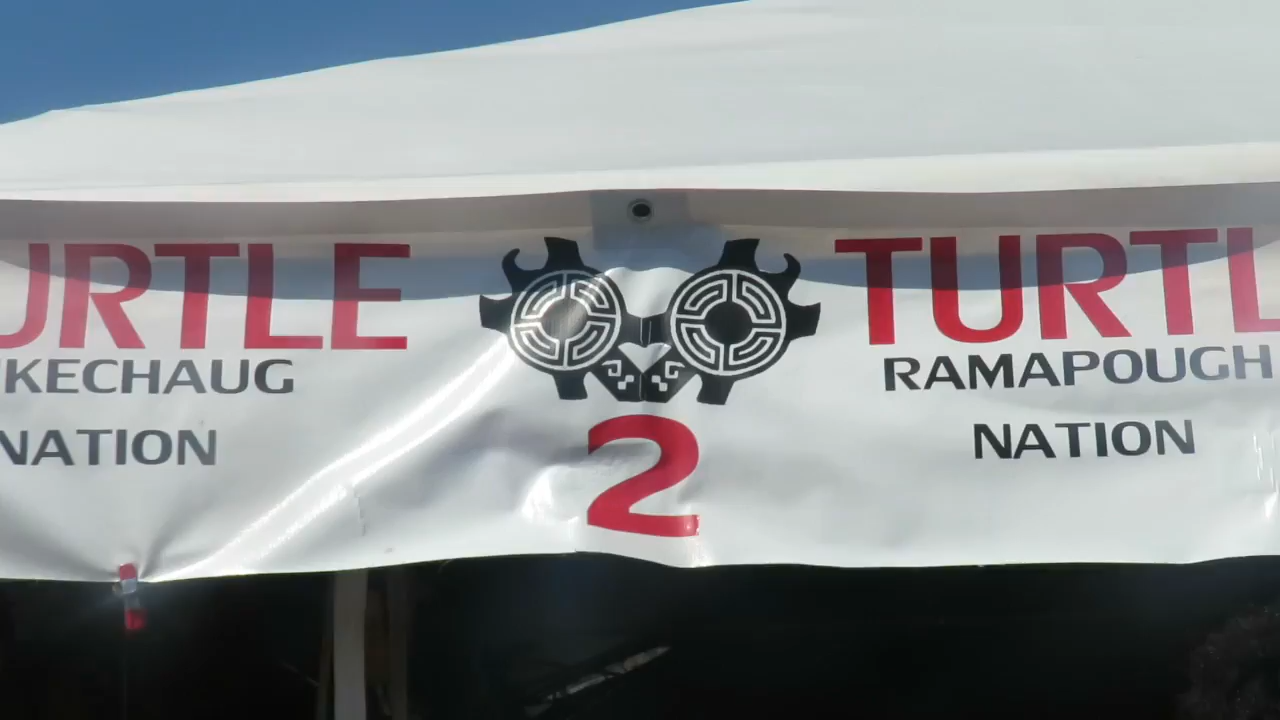 URTLE
KECHAUG
NATION
2
TURTL
RAMAPOUGH
NATION